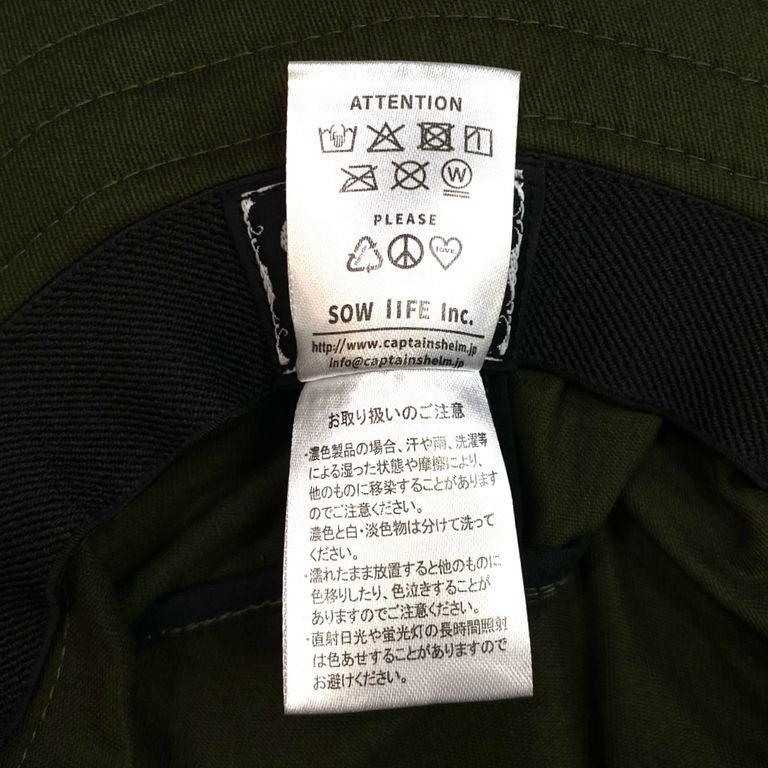 ATTENTION
W
PLEASE
love.
SOW lIFE Inc.
http://www.captainshelm.jp
info@captainshelm.jp
お取り扱いのご注意
・濃色製品の場合、汗や雨、洗濯等
による湿った状態や摩擦により、
他のものに移染することがあります
のでご注意ください。
濃色と白・淡色物は分けて洗って
ください。
・濡れたまま放置すると他のものに
色移りしたり、色泣きすることが
ありますのでご注意ください。
・直射日光や蛍光灯の長時間照射
は色あせすることがありますので
お避けください。